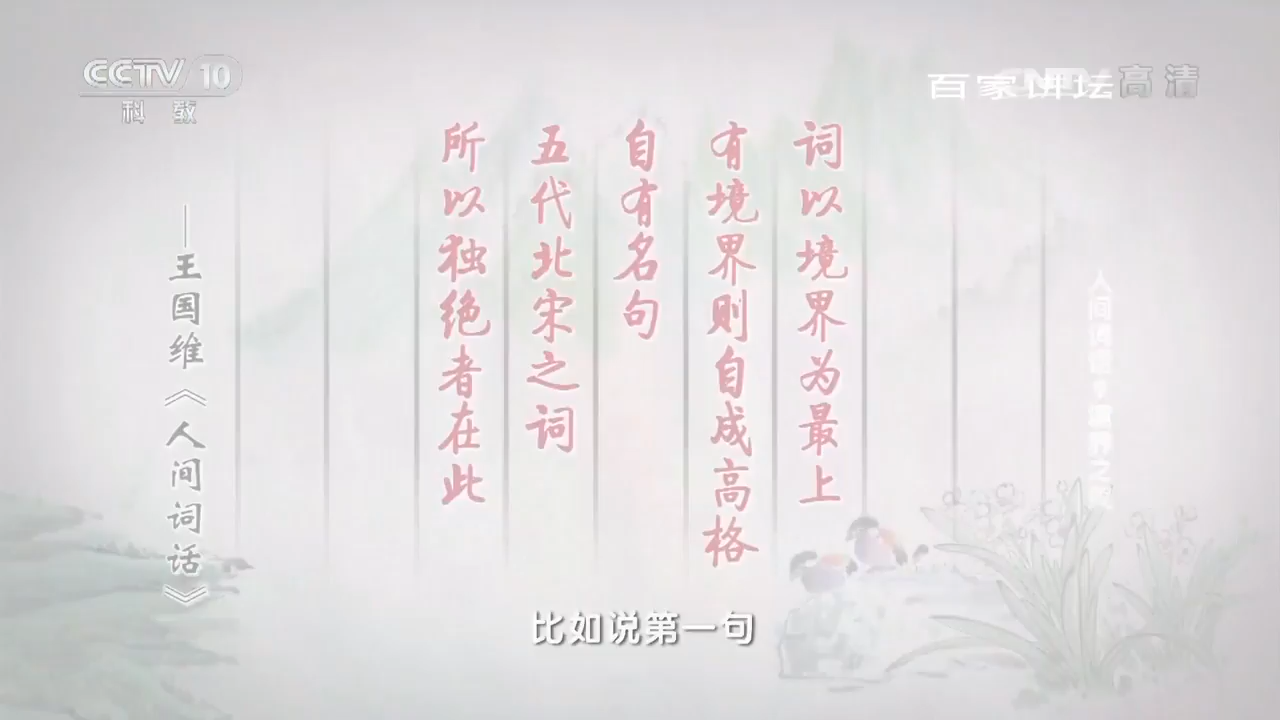 CCTV 10
科教
百家讲坛
高清
词以境界为最上
有境界则自成高格
自有名句
五代北宋之词
所以独绝者在此
——王国维《人间词话》
比如说第一句